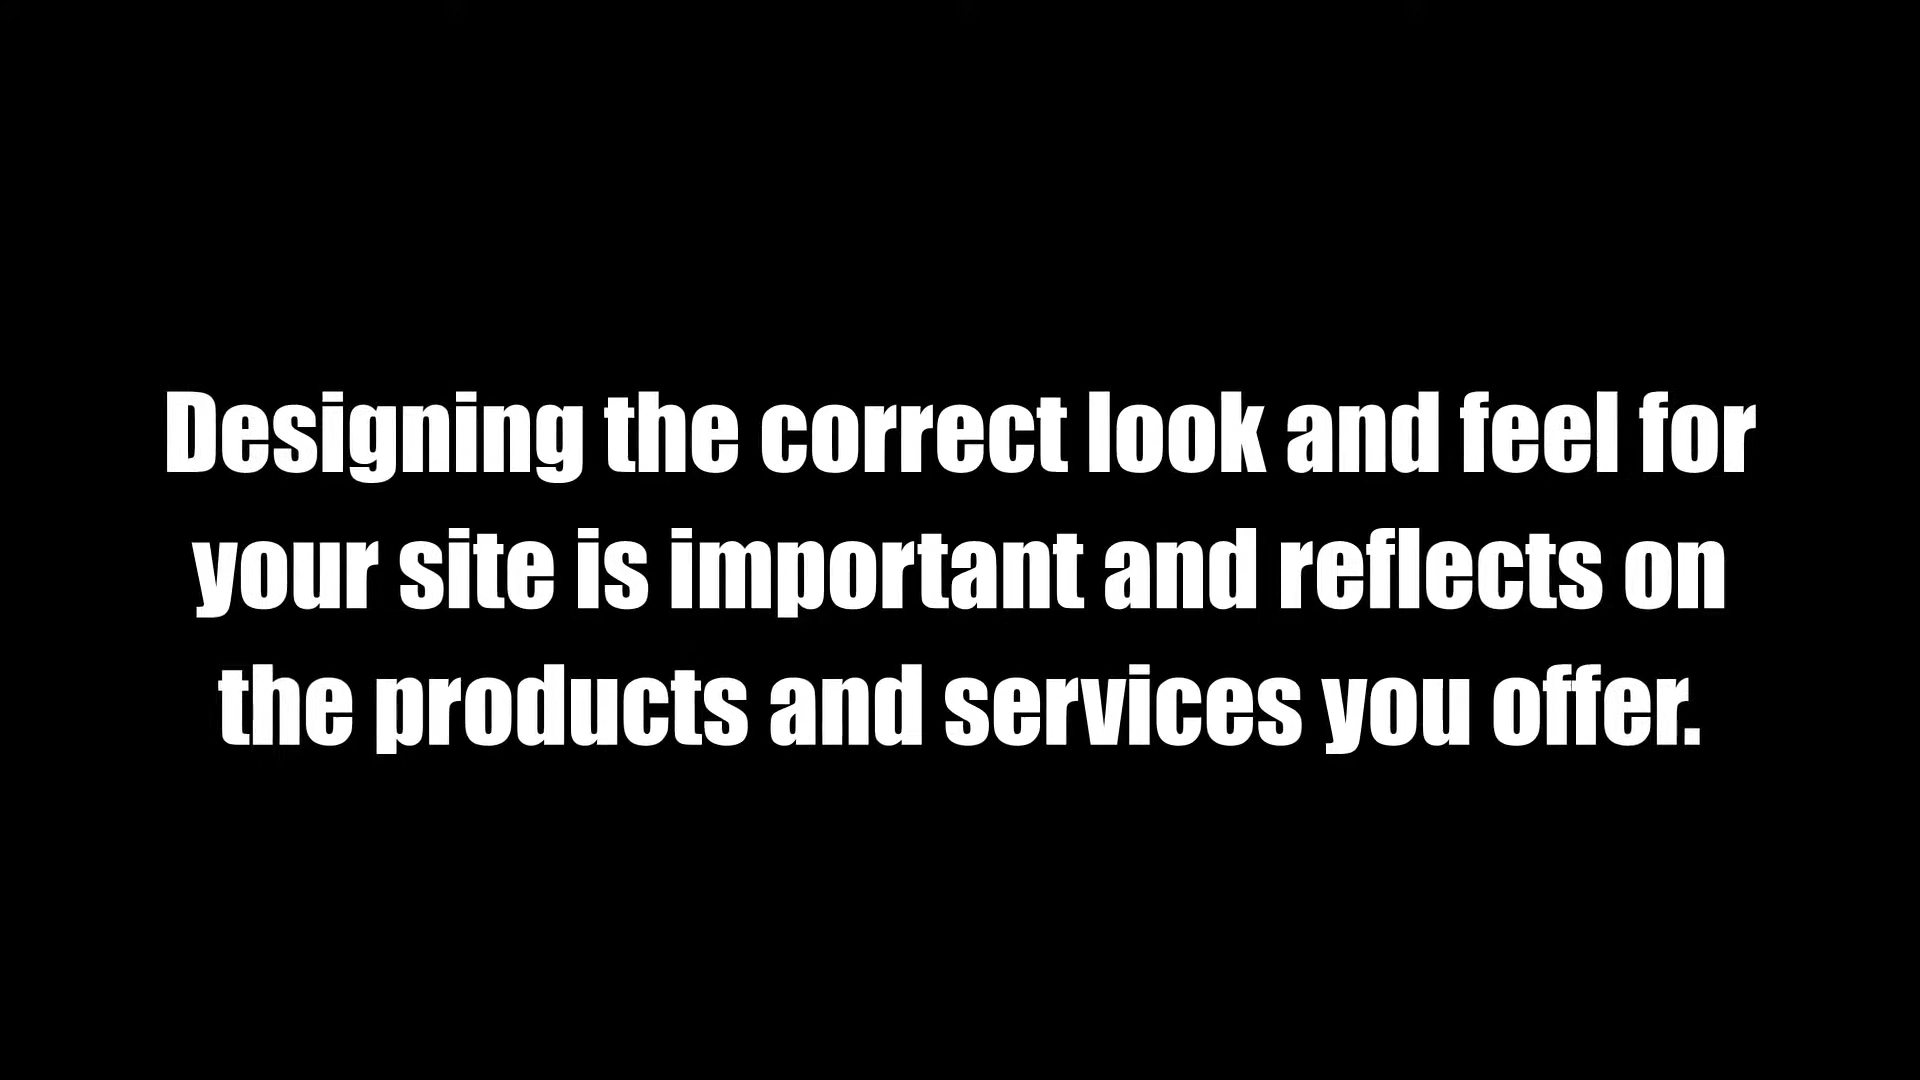 Designing the correct look and feel for
your site is important and reflects on
the products and services you offer.